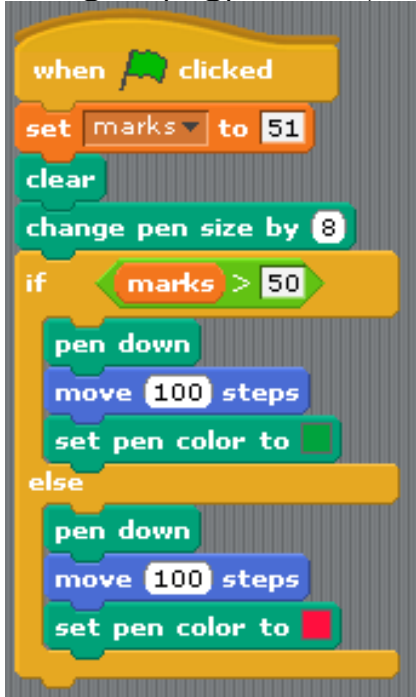 when clicked
set marks to 51
clear
change pen size by 8
if marks > 50
pen down
move 100 steps
set pen color to
else
pen down
move 100 steps
set pen color to